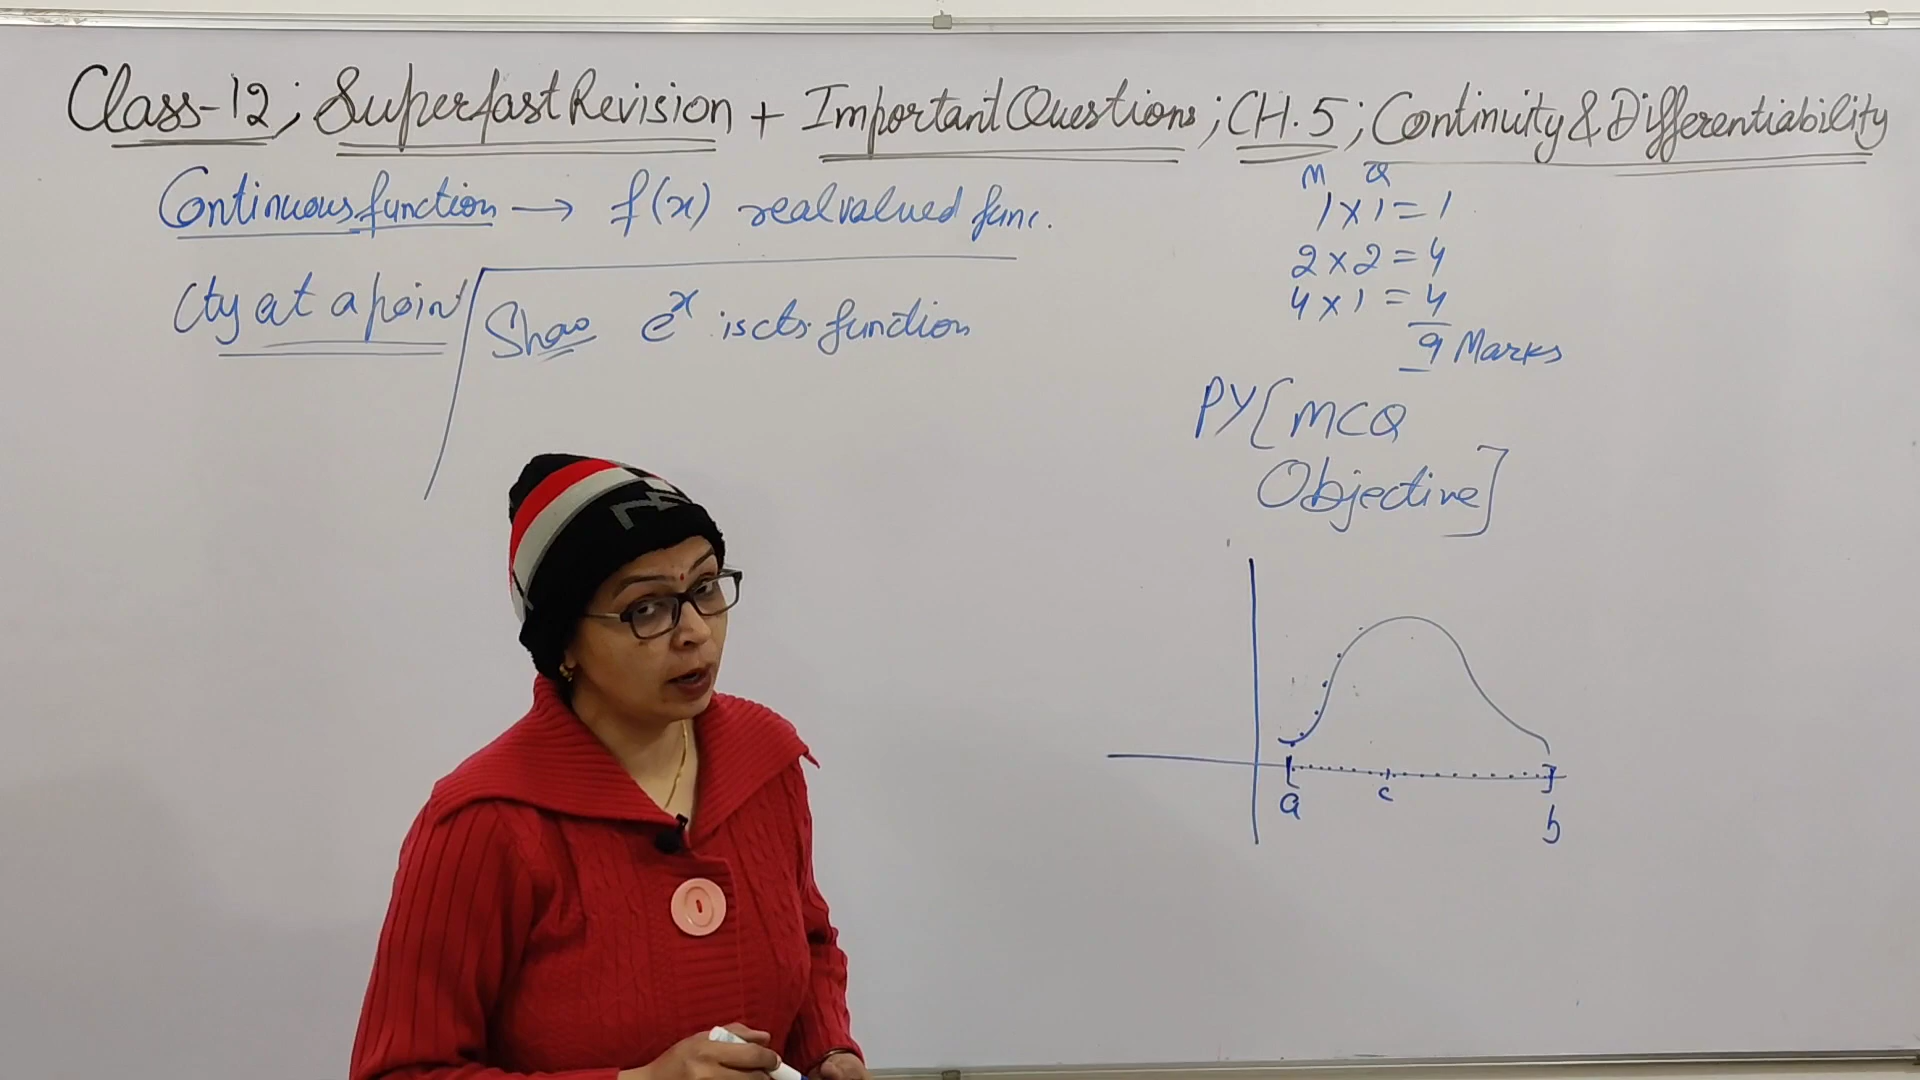 Class-12; Superfast Revision + Important Questions; CH.5; Continuity & Differentiability
Continuous function → f(x) real valued func.
Cty at a point
Show e^x is cts. function
M Q
1 x 1 = 1
2 x 2 = 4
4 x 1 = 4
9 Marks
PY [MCQ
Objective]
[ ]
a c b